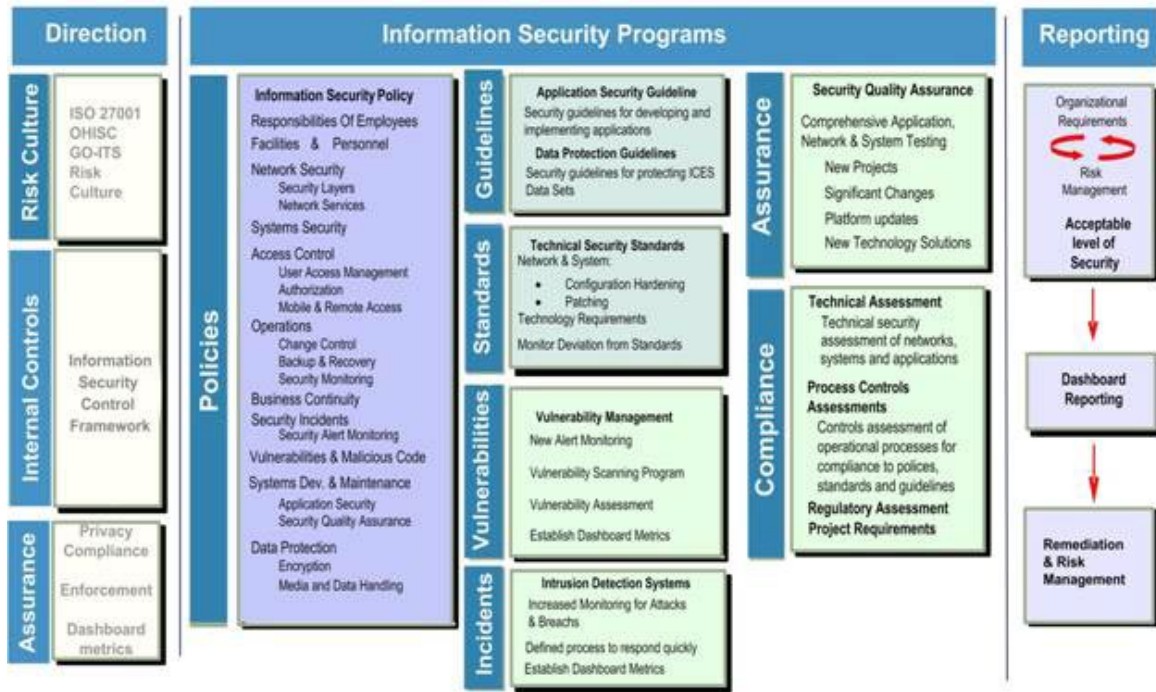 Direction
Risk Culture
ISO 27001
OHISC
GO-ITS
Risk
Culture
Internal Controls
Information
Security
Control
Framework
Assurance
Privacy
Compliance
Enforcement
Dashboard
metrics
Information Security Programs
Policies
Information Security Policy
Responsibilities Of Employees
Facilities & Personnel
Network Security
Security Layers
Network Services
Systems Security
Access Control
User Access Management
Authorization
Mobile & Remote Access
Operations
Change Control
Backup & Recovery
Security Monitoring
Business Continuity
Security Incidents
Security Alert Monitoring
Vulnerabilities & Malicious Code
Systems Dev. & Maintenance
Application Security
Security Quality Assurance
Data Protection
Encryption
Media and Data Handling
Guidelines
Application Security Guideline
Security guidelines for developing and
implementing applications
Data Protection Guidelines
Security guidelines for protecting ICES
Data Sets
Standards
Technical Security Standards
Network & System:
• Configuration Hardening
• Patching
Technology Requirements
Monitor Deviation from Standards
Vulnerabilities
Vulnerability Management
New Alert Monitoring
Vulnerability Scanning Program
Vulnerability Assessment
Establish Dashboard Metrics
Incidents
Intrusion Detection Systems
Increased Monitoring for Attacks
& Breachs
Defined process to respond quickly
Establish Dashboard Metrics
Assurance
Security Quality Assurance
Comprehensive Application,
Network & System Testing
New Projects
Significant Changes
Platform updates
New Technology Solutions
Compliance
Technical Assessment
Technical security
assessment of networks,
systems and applications
Process Controls
Assessments
Controls assessment of
operational processes for
compliance to polices,
standards and guidelines
Regulatory Assessment
Project Requirements
Reporting
Organizational
Requirements
Risk
Management
Acceptable
level of
Security
Dashboard
Reporting
Remediation
& Risk
Management